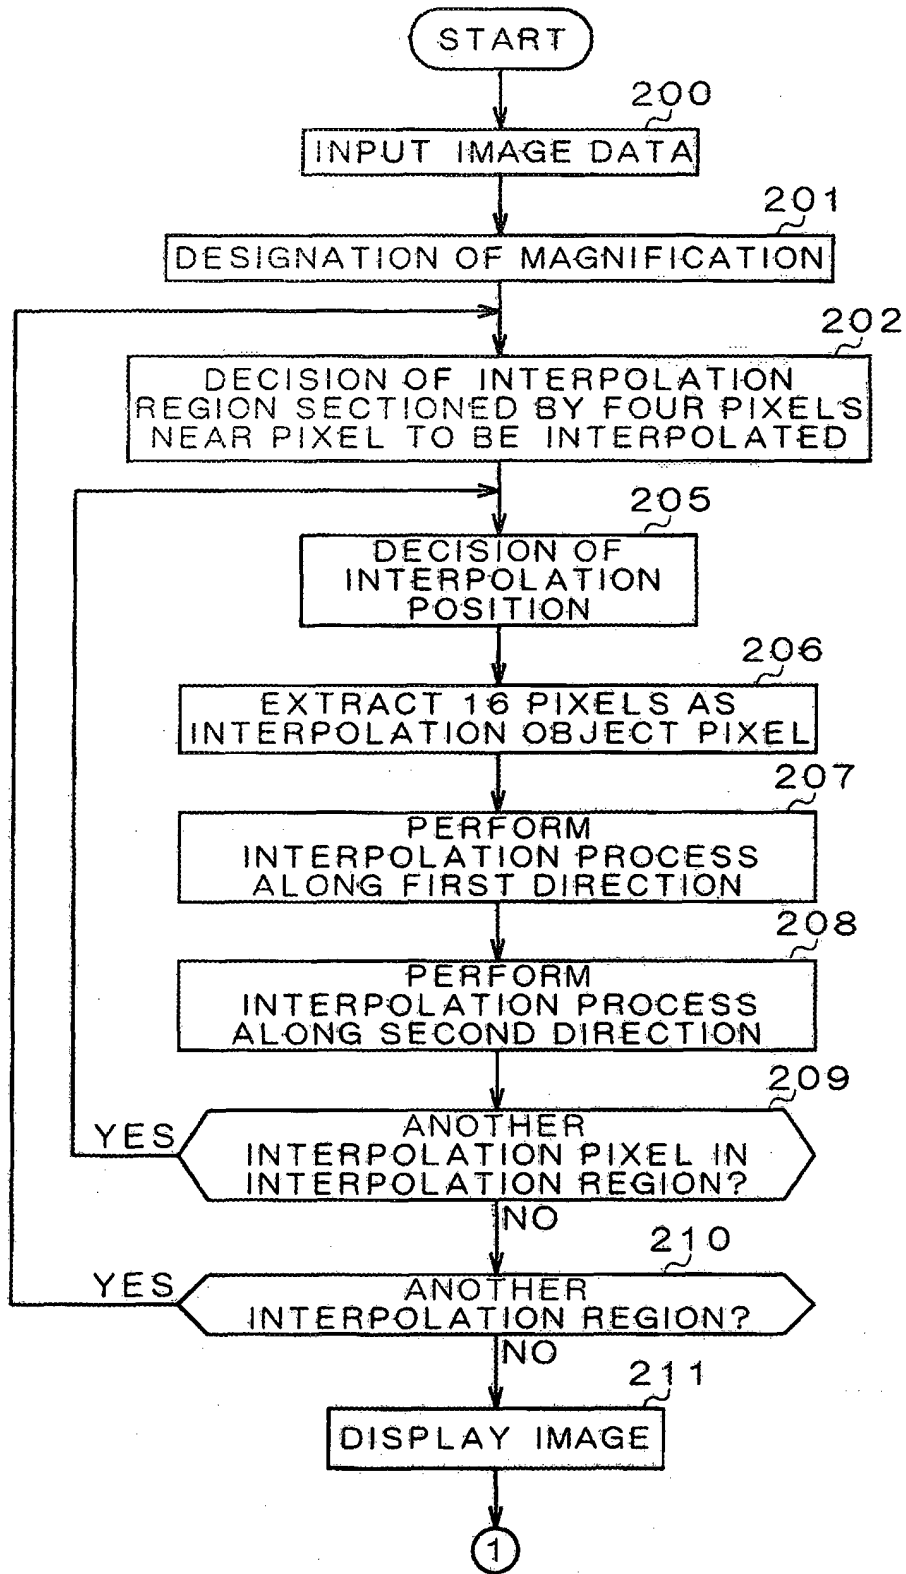 START
200
INPUT IMAGE DATA
201
DESIGNATION OF MAGNIFICATION
202
DECISION OF INTERPOLATION
REGION SECTIONED BY FOUR PIXELS
NEAR PIXEL TO BE INTERPOLATED
205
DECISION OF
INTERPOLATION
POSITION
206
EXTRACT 16 PIXELS AS
INTERPOLATION OBJECT PIXEL
207
PERFORM
INTERPOLATION PROCESS
ALONG FIRST DIRECTION
208
PERFORM
INTERPOLATION PROCESS
ALONG SECOND DIRECTION
209
YES
ANOTHER
INTERPOLATION PIXEL IN
INTERPOLATION REGION?
NO
210
YES
ANOTHER
INTERPOLATION REGION?
NO
211
DISPLAY IMAGE
1